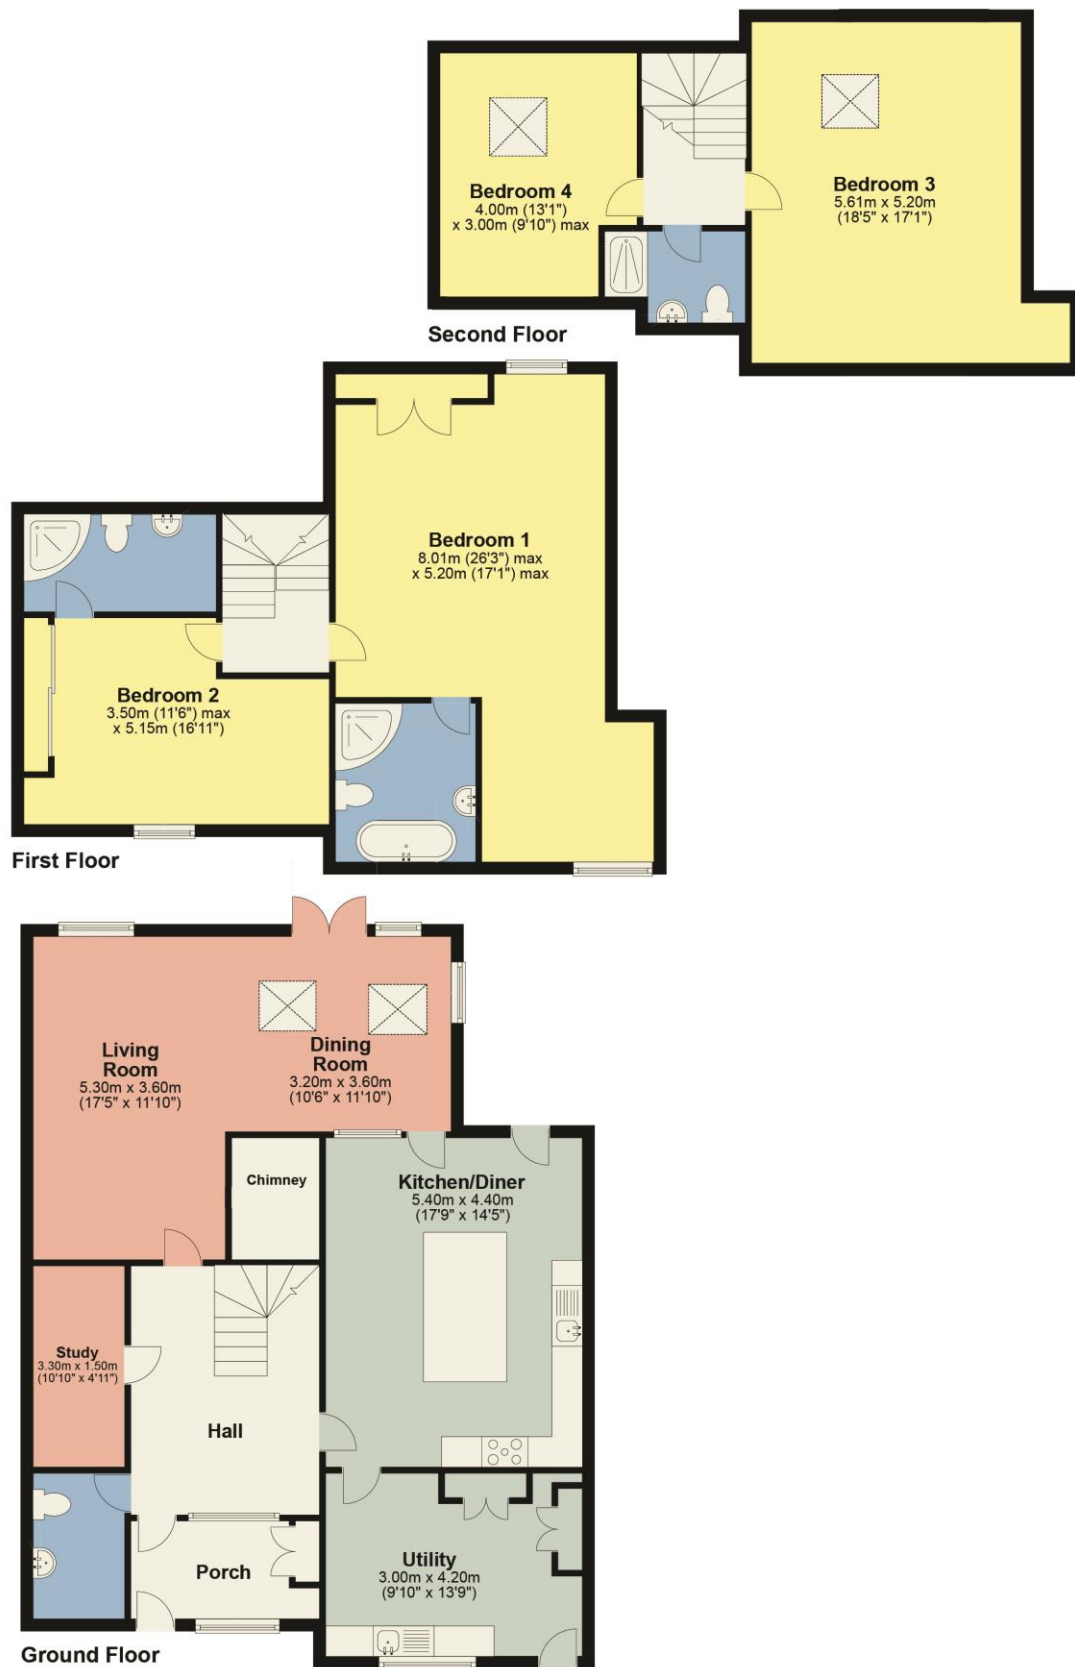 Bedroom 4
4.00m (13'1")
x 3.00m (9'10") max
Bedroom 3
5.61m x 5.20m
(18'5" x 17'1")
Second Floor
Bedroom 1
8.01m (26'3") max
x 5.20m (17'1") max
Bedroom 2
3.50m (11'6") max
x 5.15m (16'11")
First Floor
Living
Room
5.30m x 3.60m
(17'5" x 11'10")
Dining
Room
3.20m x 3.60m
(10'6" x 11'10")
Chimney
Kitchen/Diner
5.40m x 4.40m
(17'9" x 14'5")
Study
3.30m x 1.50m
(10'10" x 4'11")
Hall
Porch
Utility
3.00m x 4.20m
(9'10" x 13'9")
Ground Floor